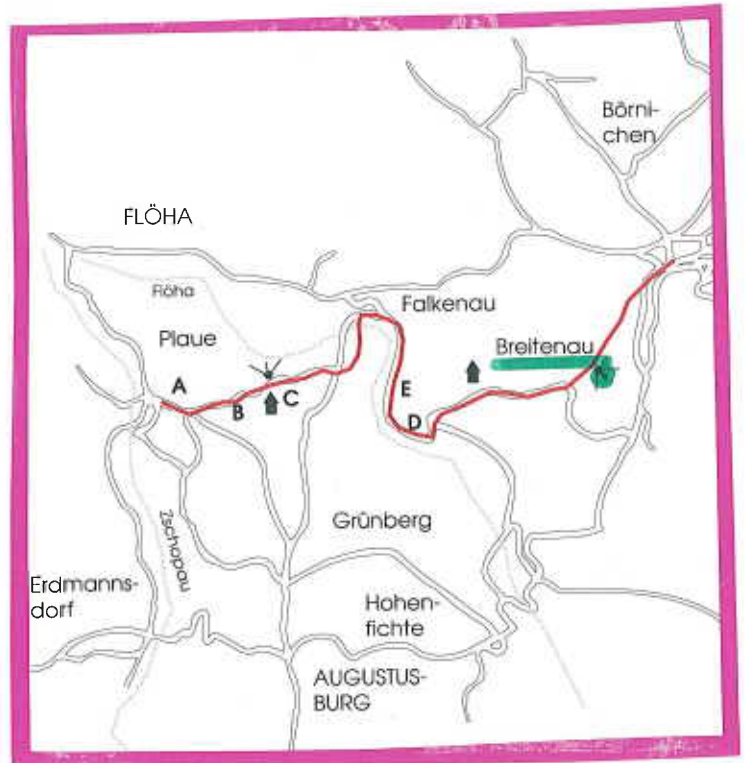 Börni-
chen
FLÖHA
Flöha
Falkenau
Plaue
Breitenau
A
E
C
B
D
Grünberg
Zschopau
Erdmanns-
dorf
Hohen-
fichte
AUGUSTUS-
BURG